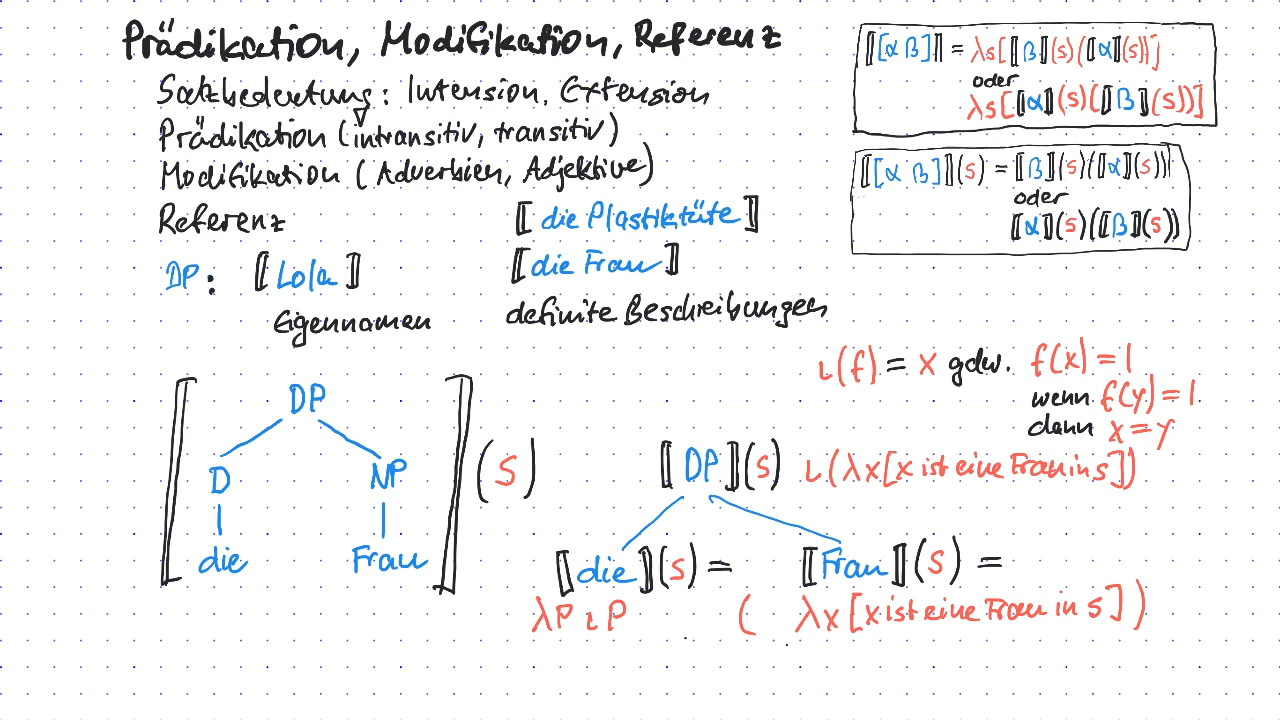 Prädikation, Modifikation, Referenz
Satzbedeutung: Intension, Extension
Prädikation (intransitiv, transitiv)
Modifikation (Adverbien, Adjektive)
Referenz
⟦die Plastiktüte⟧
DP: ⟦Lola⟧
⟦die Frau⟧
Eigennamen
definite Beschreibungen
⟦[α β]⟧ = λs[⟦β⟧(s)(⟦α⟧(s))]
oder
λs[⟦α⟧(s)(⟦β⟧(s))]
⟦[α β]⟧(s) = ⟦β⟧(s)(⟦α⟧(s))
oder
⟦α⟧(s)(⟦β⟧(s))
ι(f) = x gdw. f(x) = 1
wenn f(y) = 1
dann x = y
DP
D NP
die Frau
(s)
⟦DP⟧(s) ι(λx[x ist eine Frau in s])
⟦die⟧(s) = ⟦Frau⟧(s) =
λP ιP ( λx[x ist eine Frau in s])